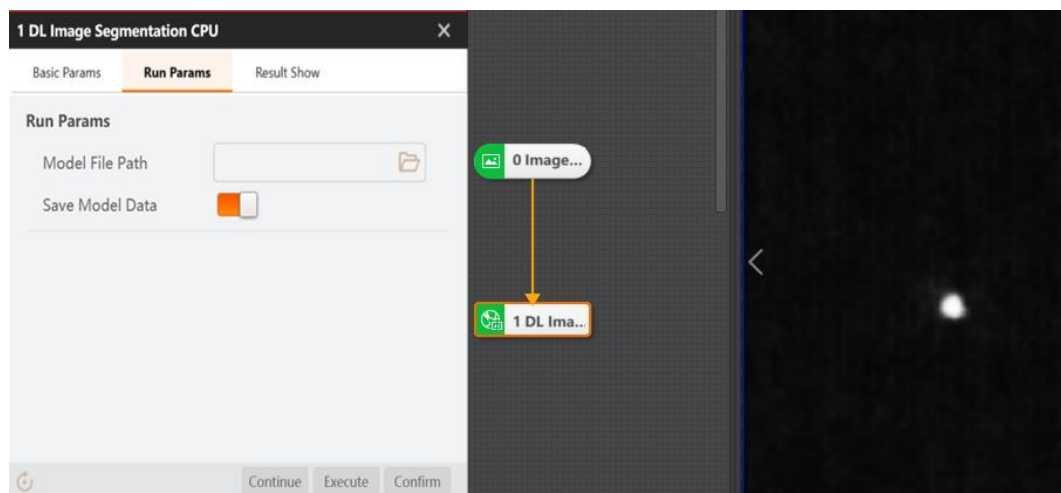 1 DL Image Segmentation CPU
Basic Params Run Params Result Show
Run Params
Model File Path
Save Model Data
Continue Execute Confirm
0 Image...
1 DL Ima...